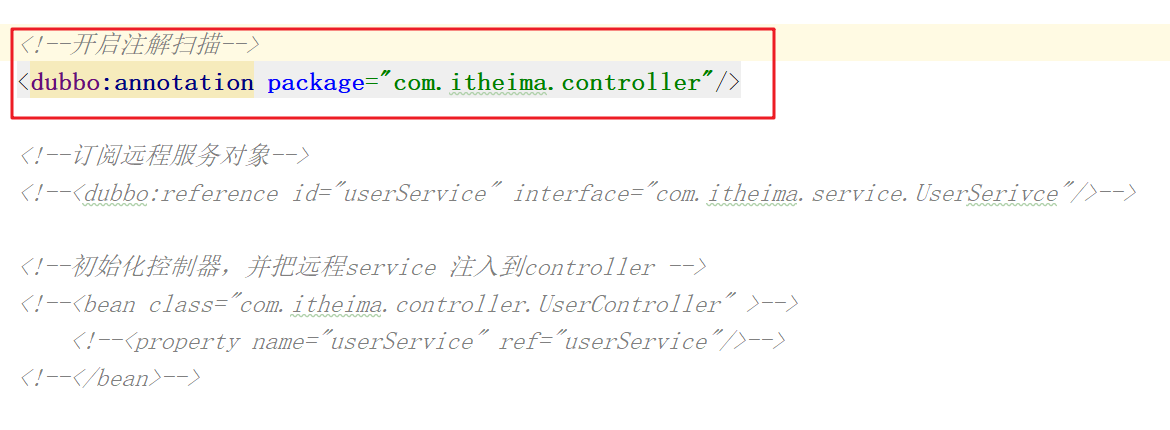 <!--开启注解扫描-->
<dubbo:annotation package="com.itheima.controller"/>
<!--订阅远程服务对象-->
<!--<dubbo:reference id="userService" interface="com.itheima.service.UserSerivce"/>-->
<!--初始化控制器，并把远程service 注入到controller -->
<!--<bean class="com.itheima.controller.UserController" >-->
<!--<property name="userService" ref="userService"/>-->
<!--</bean>-->